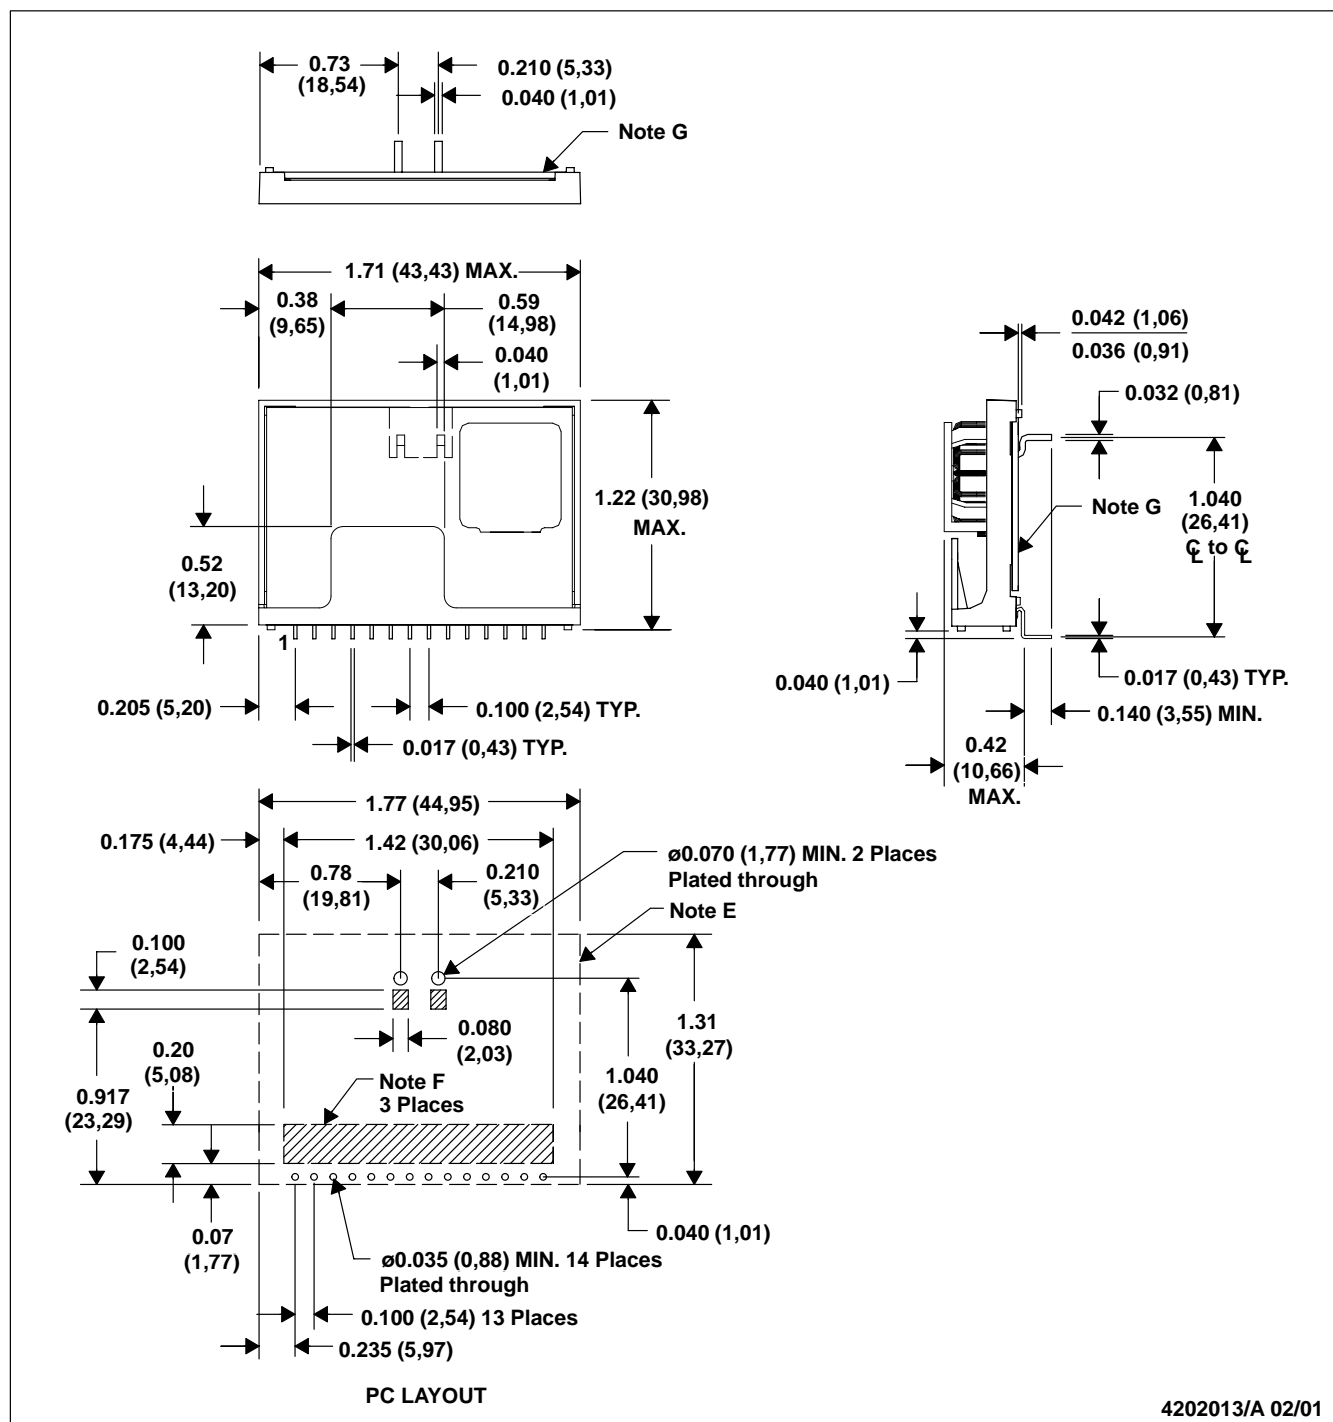 0.73
(18,54)
0.210 (5,33)
0.040 (1,01)
Note G
1.71 (43,43) MAX.
0.38
(9,65)
0.59
(14,98)
0.040
(1,01)
1.22 (30,98)
MAX.
0.52
(13,20)
1
0.205 (5,20)
0.100 (2,54) TYP.
0.017 (0,43) TYP.
0.042 (1,06)
0.036 (0,91)
0.032 (0,81)
Note G
1.040
(26,41)
℄ to ℄
0.040 (1,01)
0.017 (0,43) TYP.
0.140 (3,55) MIN.
0.42
(10,66)
MAX.
1.77 (44,95)
0.175 (4,44)
1.42 (30,06)
0.78
(19,81)
0.210
(5,33)
ø0.070 (1,77) MIN. 2 Places
Plated through
Note E
0.100
(2,54)
0.080
(2,03)
1.31
(33,27)
0.20
(5,08)
0.917
(23,29)
Note F
3 Places
1.040
(26,41)
0.07
(1,77)
0.040 (1,01)
ø0.035 (0,88) MIN. 14 Places
Plated through
0.100 (2,54) 13 Places
0.235 (5,97)
PC LAYOUT
4202013/A 02/01